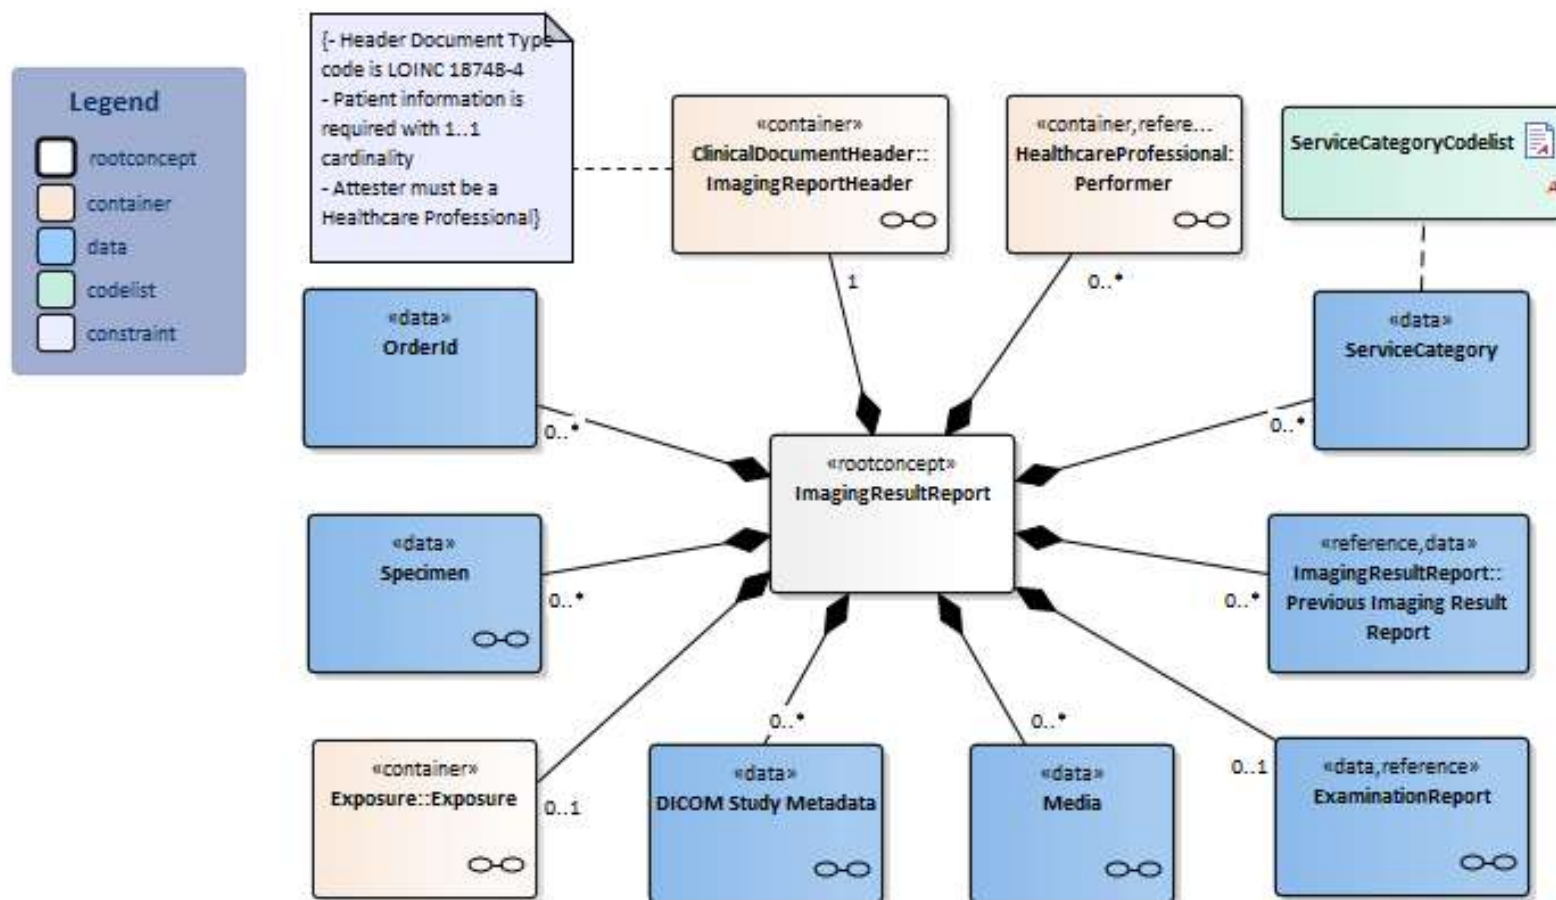 Legend
rootconcept
container
data
codelist
constraint
{- Header Document Type
code is LOINC 18748-4
- Patient information is
required with 1..1
cardinality
- Attester must be a
Healthcare Professional}
«container»
ClinicalDocumentHeader::
ImagingReportHeader
1
«container,refere...
HealthcareProfessional:
Performer
0..*
ServiceCategoryCodelist
«data»
OrderId
0..*
«data»
ServiceCategory
0..*
«rootconcept»
ImagingResultReport
«data»
Specimen
0..*
«reference,data»
ImagingResultReport::
Previous Imaging Result
Report
0..*
«container»
Exposure::Exposure
0..1
«data»
DICOM Study Metadata
0..*
«data»
Media
0..*
«data,reference»
ExaminationReport
0..1